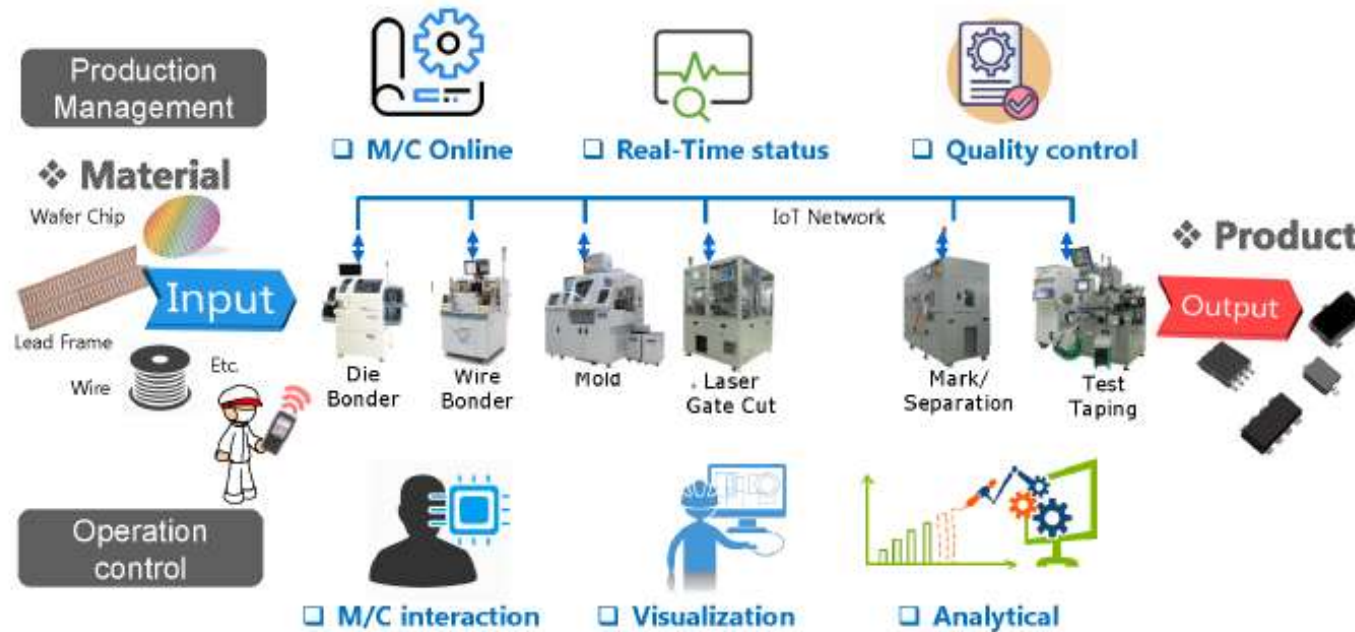 Production
Management
❑ M/C Online
❑ Real-Time status
❑ Quality control
❖ Material
Wafer Chip
IoT Network
❖ Product
Input
Output
Lead Frame
Wire
Etc.
Die
Bonder
Wire
Bonder
Mold
Laser
Gate Cut
Mark/
Separation
Test
Taping
Operation
control
❑ M/C interaction
❑ Visualization
❑ Analytical